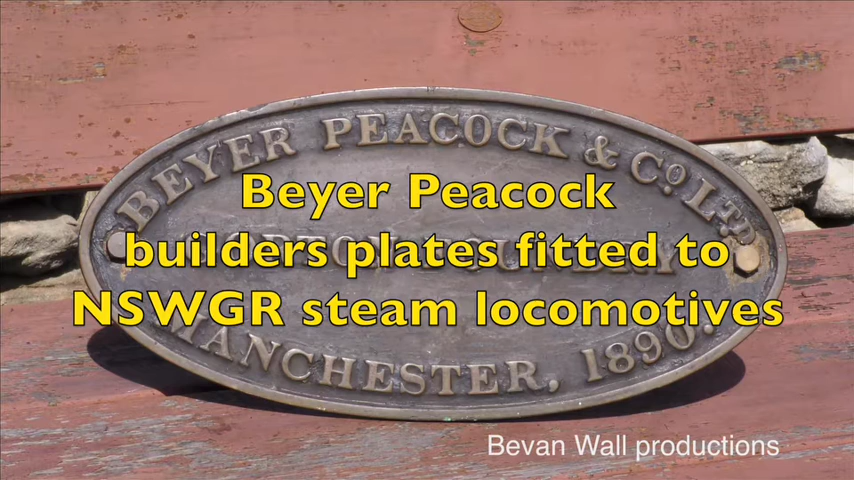 BEYER PEACOCK & Co. LTD
Beyer Peacock
builders plates fitted to
NSWGR steam locomotives
MANCHESTER, 1890.
Bevan Wall productions